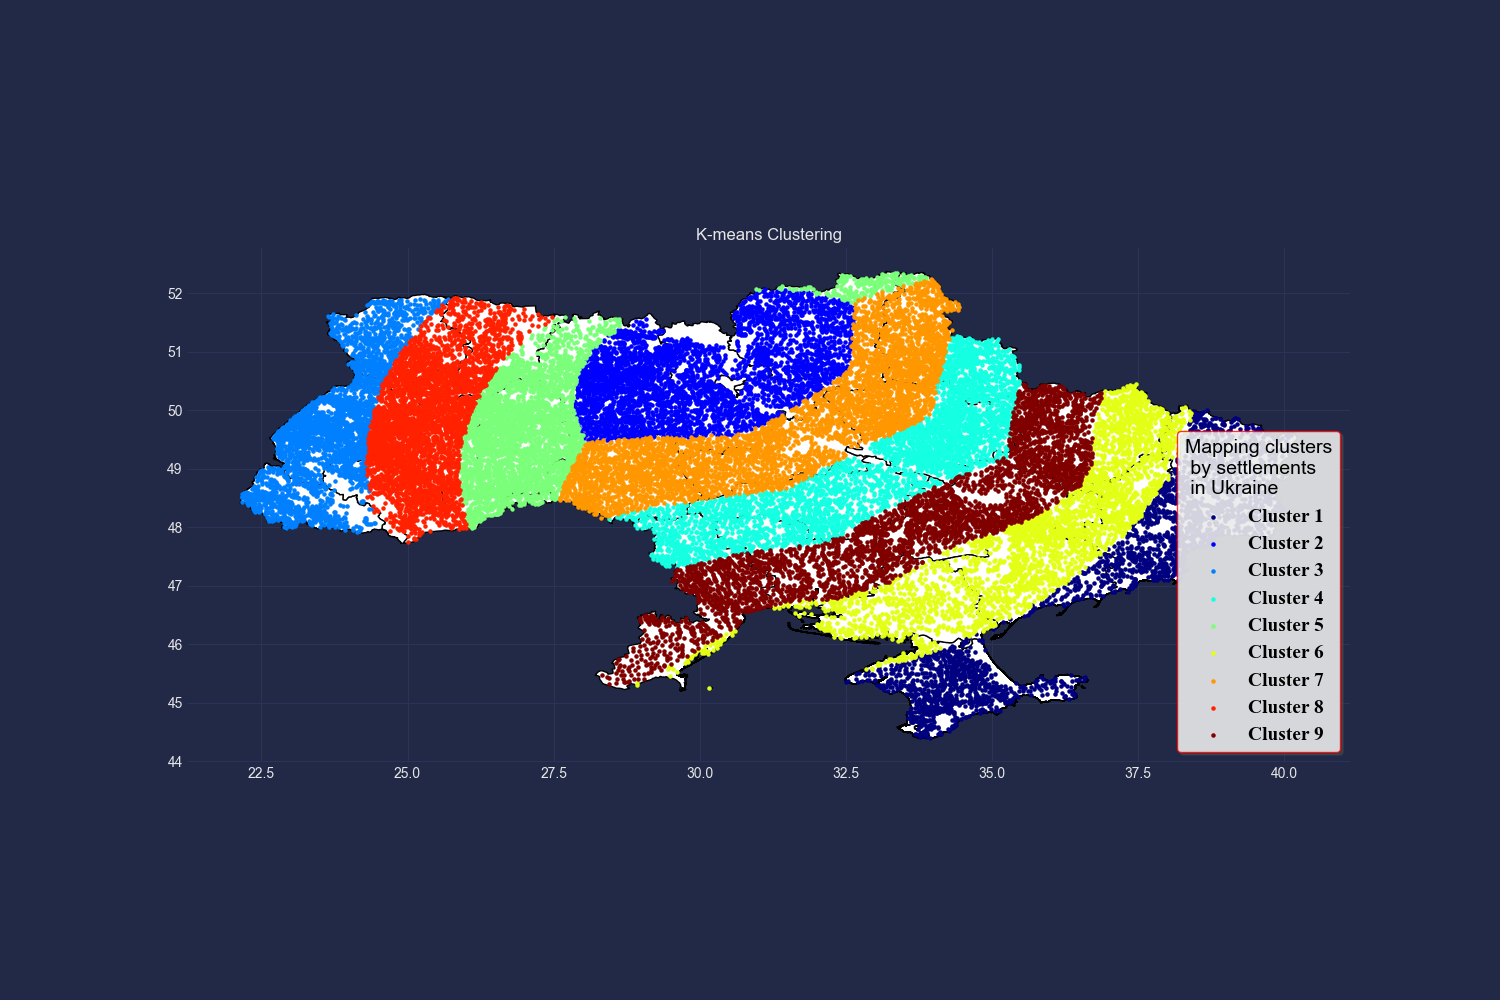 K-means Clustering
52
51
50
49
48
47
46
45
44
22.5 25.0 27.5 30.0 32.5 35.0 37.5 40.0
Mapping clusters
by settlements
in Ukraine
Cluster 1
Cluster 2
Cluster 3
Cluster 4
Cluster 5
Cluster 6
Cluster 7
Cluster 8
Cluster 9